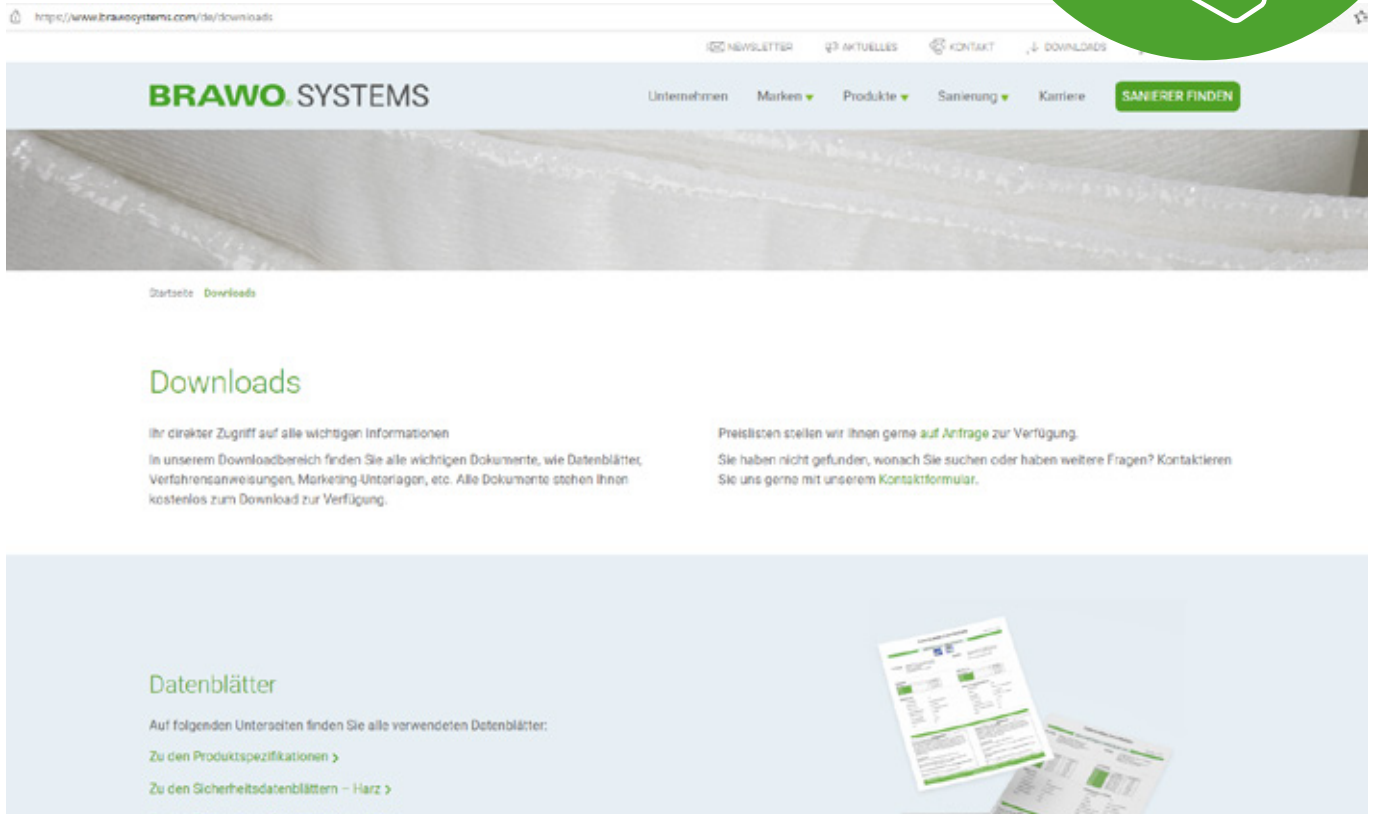 https://www.brawosystems.com/de/downloads
NEWSLETTER AKTUELLES KONTAKT DOWNLOADS
BRAWO. SYSTEMS Unternehmen Marken Produkte Sanierung Karriere SANIERER FINDEN
Startseite Downloads
Downloads
Ihr direkter Zugriff auf alle wichtigen Informationen
In unserem Downloadbereich finden Sie alle wichtigen Dokumente, wie Datenblätter,
Verfahrensanweisungen, Marketing-Unterlagen, etc. Alle Dokumente stehen Ihnen
kostenlos zum Download zur Verfügung.
Preislisten stellen wir Ihnen gerne auf Anfrage zur Verfügung.
Sie haben nicht gefunden, wonach Sie suchen oder haben weitere Fragen? Kontaktieren
Sie uns gerne mit unserem Kontaktformular.
Datenblätter
Auf folgenden Unterseiten finden Sie alle verwendeten Datenblätter:
Zu den Produktspezifikationen >
Zu den Sicherheitsdatenblättern – Harz >